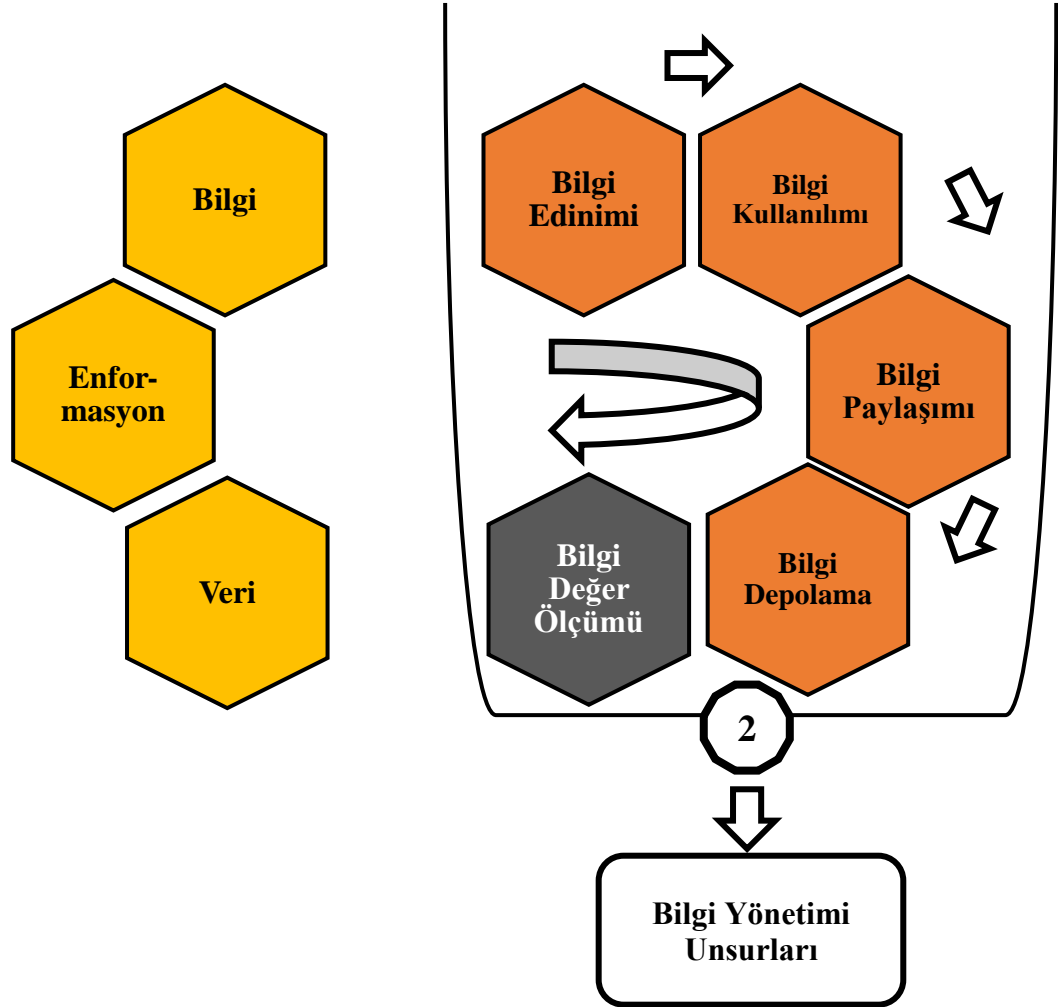 Bilgi
Enfor-
masyon
Veri
Bilgi
Edinimi
Bilgi
Kullanılımı
Bilgi
Paylaşımı
Bilgi
Depolama
Bilgi
Değer
Ölçümü
2
Bilgi Yönetimi
Unsurları